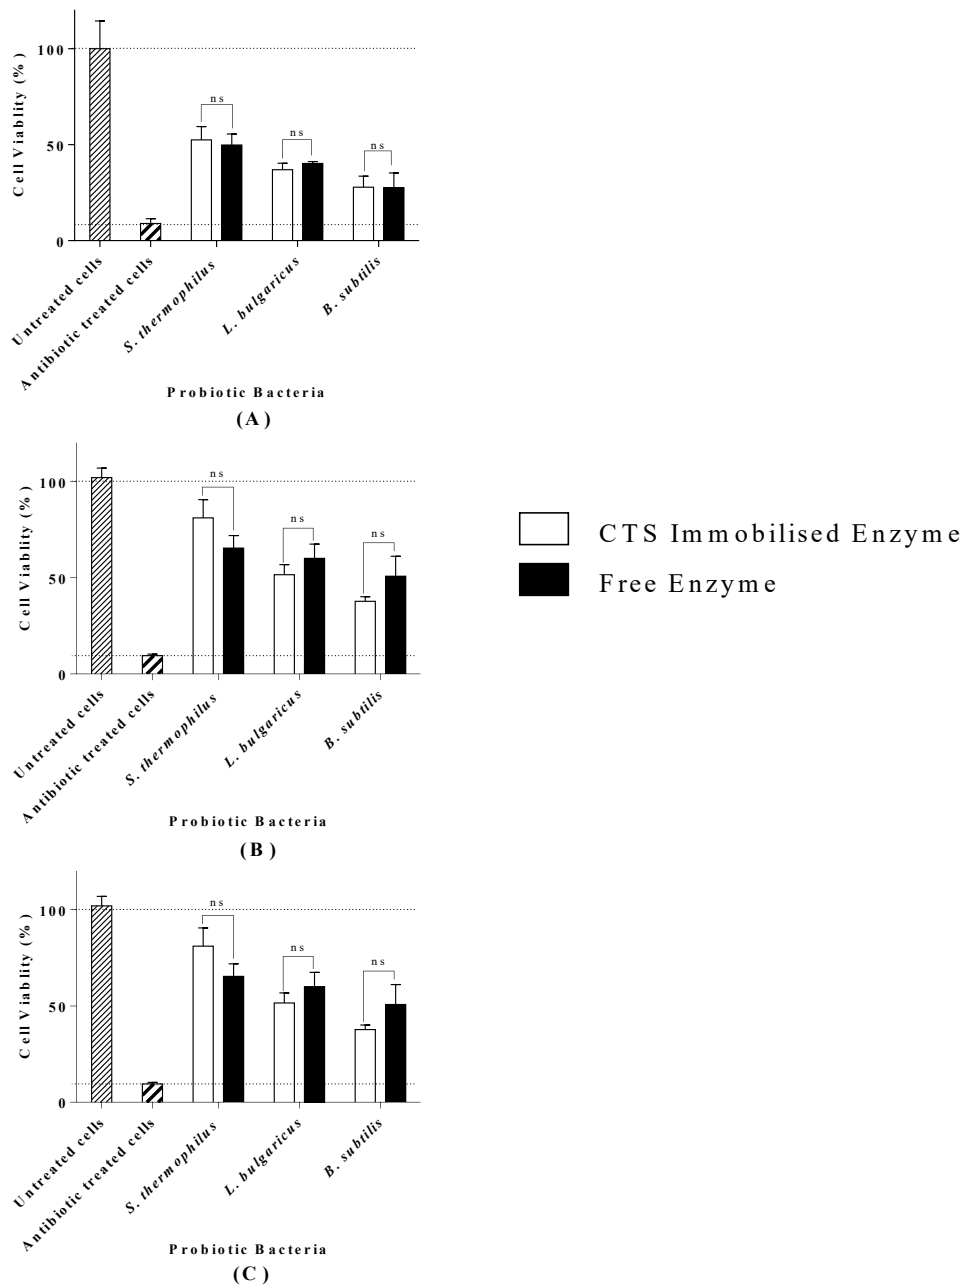 Cell Viablity (%)
100
50
0
ns
ns
ns
Untreated cells
Antibiotic treated cells
S. thermophilus
L. bulgaricus
B. subtilis
Probiotic Bacteria
(A)
Cell Viablity (%)
100
50
0
ns
ns
ns
Untreated cells
Antibiotic treated cells
S. thermophilus
L. bulgaricus
B. subtilis
Probiotic Bacteria
(B)
CTS Immobilised Enzyme
Free Enzyme
Cell Viablity (%)
100
50
0
ns
ns
ns
Untreated cells
Antibiotic treated cells
S. thermophilus
L. bulgaricus
B. subtilis
Probiotic Bacteria
(C)